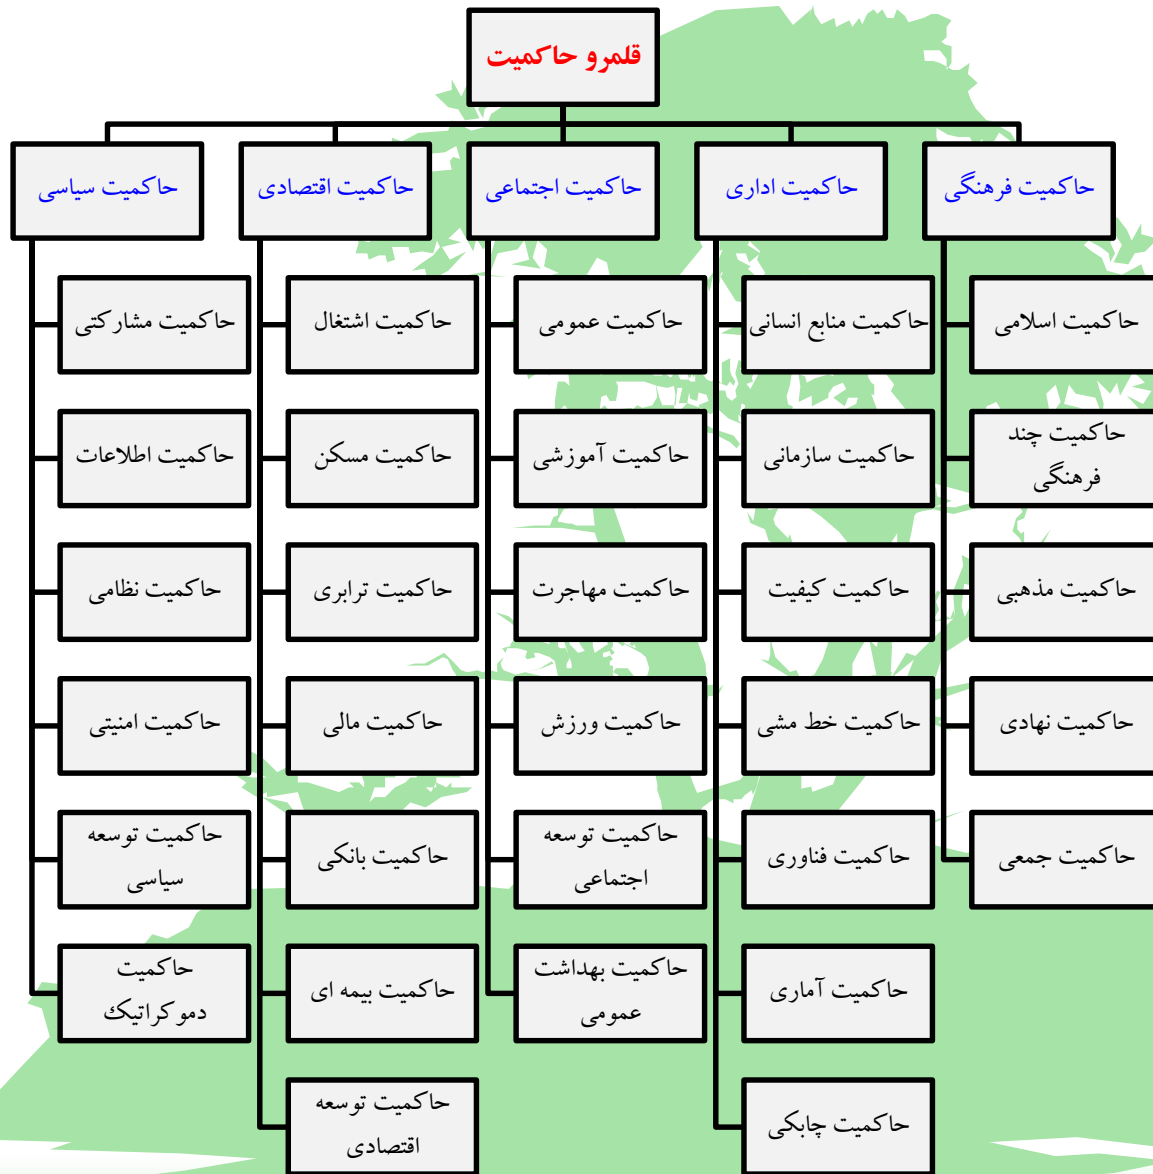 قلمرو حاکمیت
حاکمیت فرهنگی
حاکمیت اسلامی
حاکمیت چند
فرهنگی
حاکمیت مذهبی
حاکمیت نهادی
حاکمیت جمعی
حاکمیت اداری
حاکمیت منابع انسانی
حاکمیت سازمانی
حاکمیت کیفیت
حاکمیت خط مشی
حاکمیت فناوری
حاکمیت آماری
حاکمیت چابکی
حاکمیت اجتماعی
حاکمیت عمومی
حاکمیت آموزشی
حاکمیت مهاجرت
حاکمیت ورزش
حاکمیت توسعه
اجتماعی
حاکمیت بهداشت
عمومی
حاکمیت اقتصادی
حاکمیت اشتغال
حاکمیت مسکن
حاکمیت ترابری
حاکمیت مالی
حاکمیت بانکی
حاکمیت بیمه ای
حاکمیت توسعه
اقتصادی
حاکمیت سیاسی
حاکمیت مشارکتی
حاکمیت اطلاعات
حاکمیت نظامی
حاکمیت امنیتی
حاکمیت توسعه
سیاسی
حاکمیت
دموکراتیک